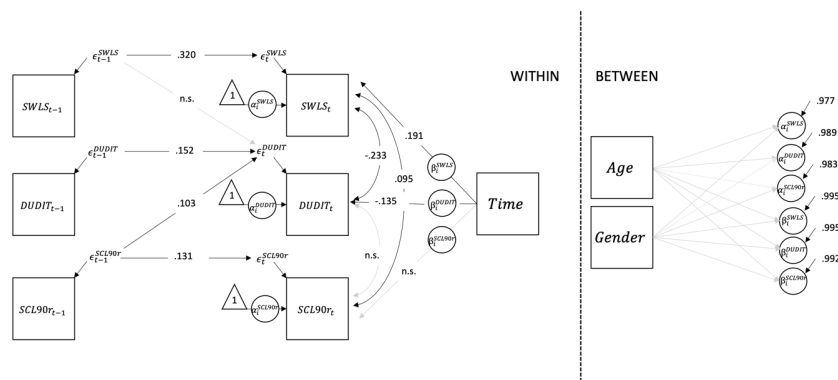 WITHIN
BETWEEN
ϵ_{t−1}^{SWLS}
.320
ϵ_t^{SWLS}
SWLS_{t−1}
n.s.
1
α_i^{SWLS}
SWLS_t
ϵ_{t−1}^{DUDIT}
.152
ϵ_t^{DUDIT}
DUDIT_{t−1}
.103
1
α_i^{DUDIT}
DUDIT_t
ϵ_{t−1}^{SCL90r}
.131
ϵ_t^{SCL90r}
SCL90r_{t−1}
1
α_i^{SCL90r}
SCL90r_t
-.233
.095
-.135
n.s.
.191
n.s.
β_i^{SWLS}
β_i^{DUDIT}
β_i^{SCL90r}
Time
Age
Gender
.977
α_i^{SWLS}
.989
α_i^{DUDIT}
.983
α_i^{SCL90r}
.995
β_i^{SWLS}
.995
β_i^{DUDIT}
.992
β_i^{SCL90r}